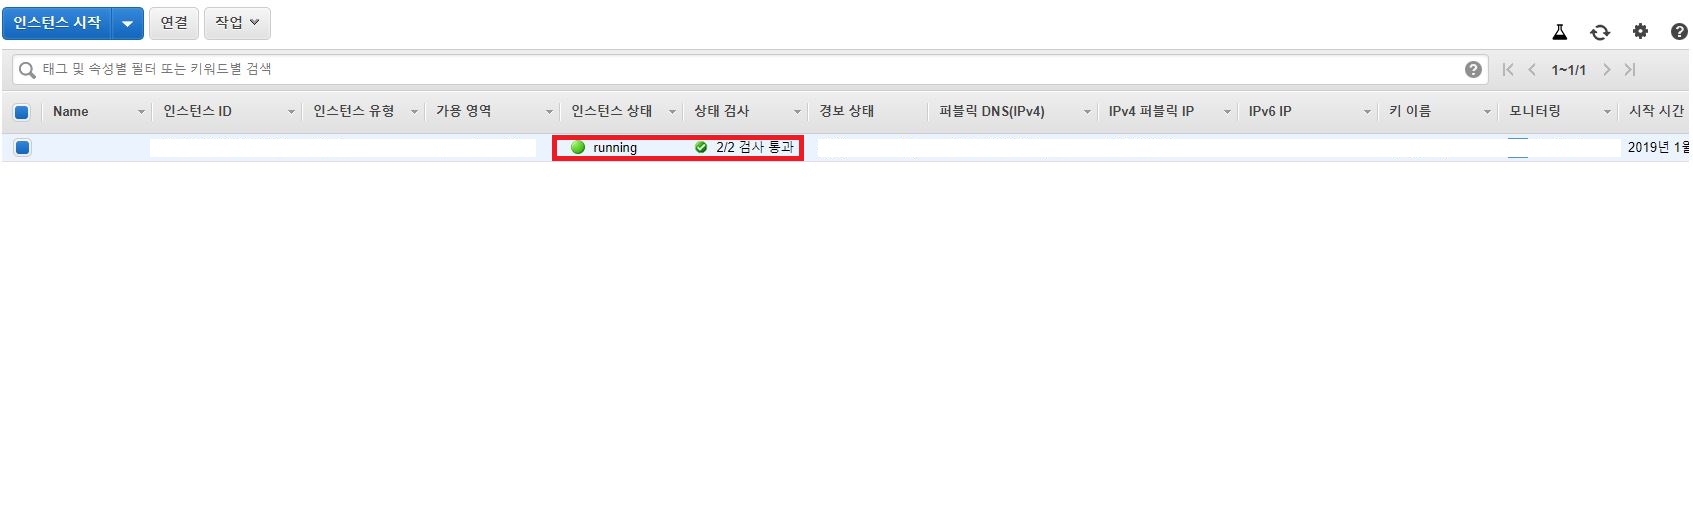 인스턴스 시작 연결 작업
태그 및 속성별 필터 또는 키워드별 검색 1~1/1
Name 인스턴스 ID 인스턴스 유형 가용 영역 인스턴스 상태 상태 검사 경보 상태 퍼블릭 DNS(IPv4) IPv4 퍼블릭 IP IPv6 IP 키 이름 모니터링 시작 시간
running 2/2 검사 통과 2019년 1월